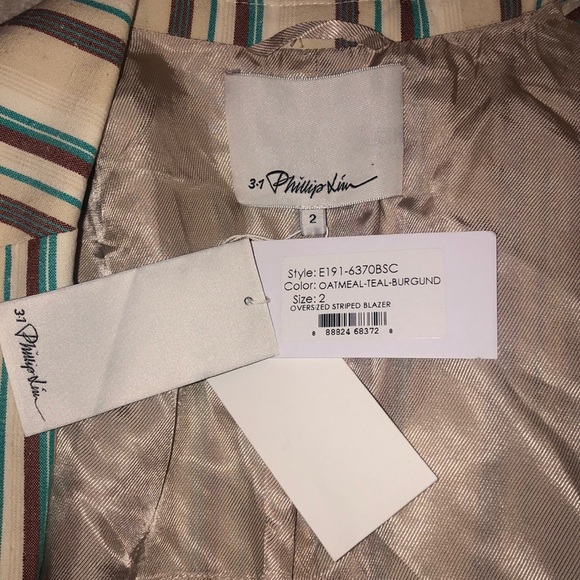 3·1 Phillip Lim
2
Style: E191-6370BSC
Color: OATMEAL-TEAL-BURGUND
Size: 2
OVERSIZED STRIPED BLAZER
8 88824 68372 8
3·1 Phillip Lim